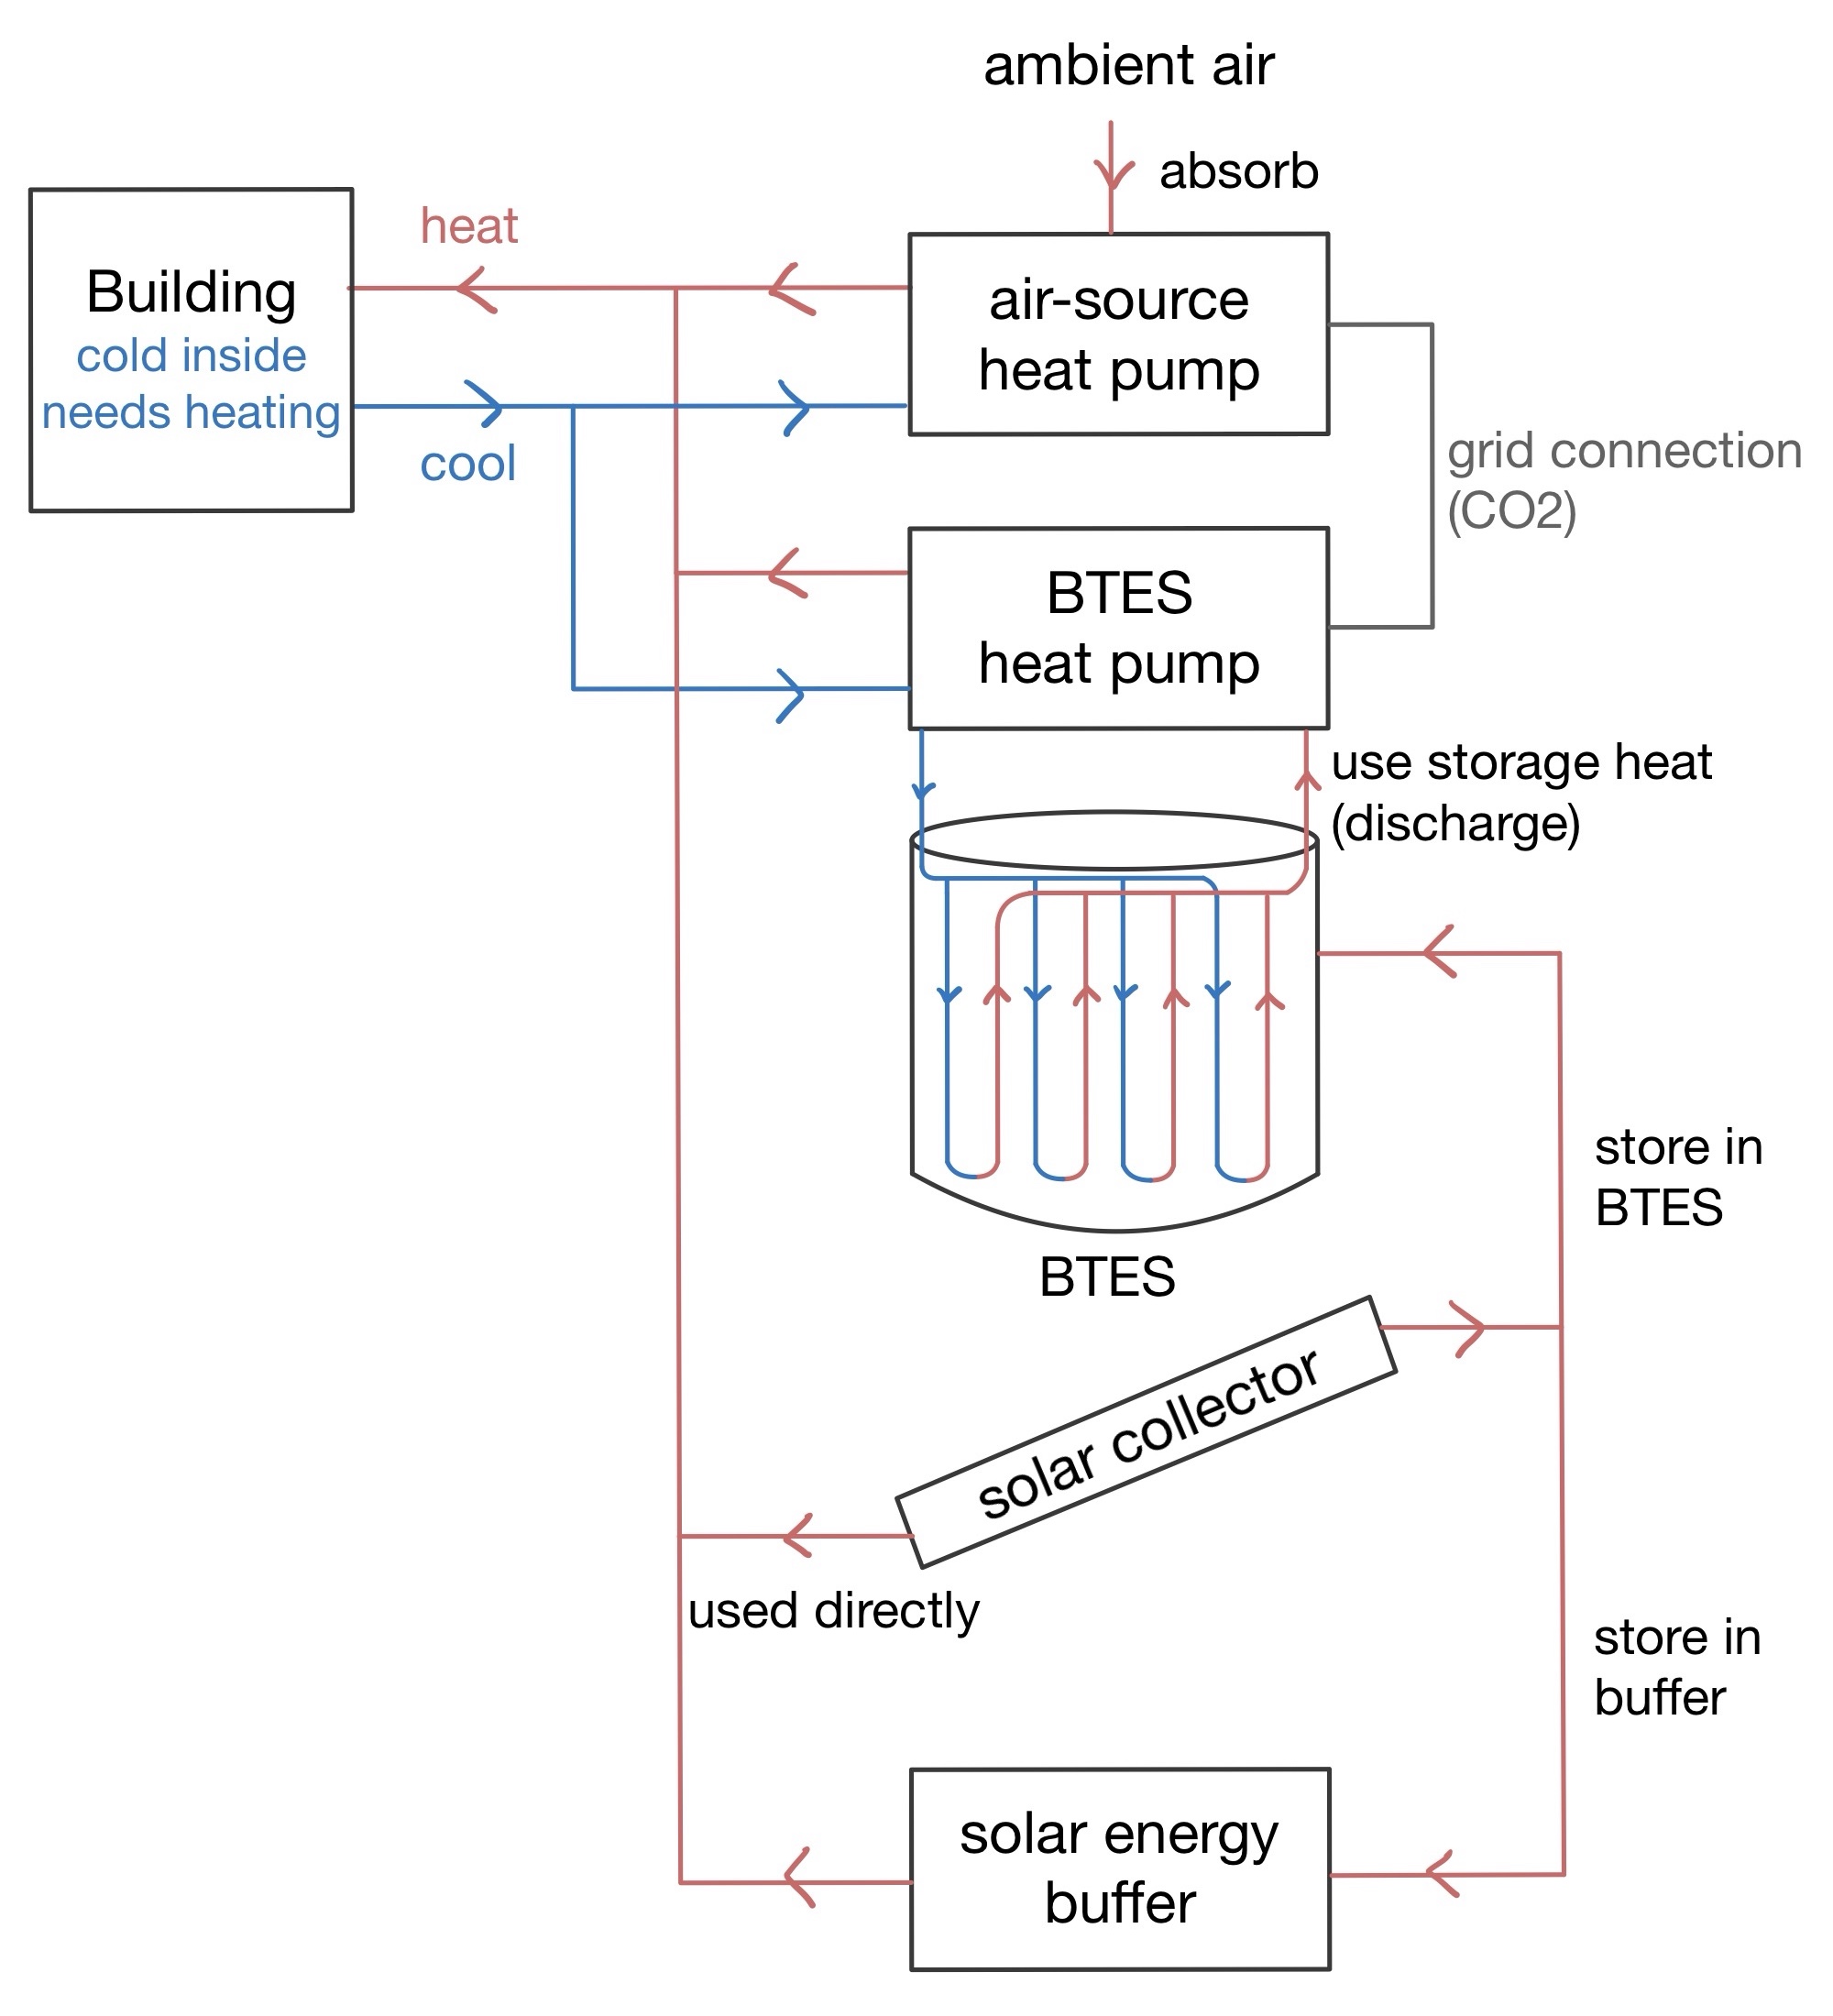 ambient air
absorb
heat
Building
cold inside
needs heating
cool
air-source
heat pump
grid connection
(CO2)
BTES
heat pump
use storage heat
(discharge)
BTES
store in
BTES
solar collector
used directly
store in
buffer
solar energy
buffer